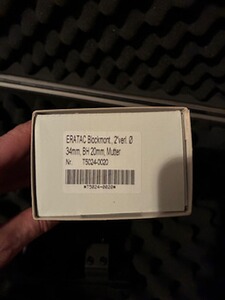 ERATAC Blockmont., 2°verl. Ø
34mm, BH 20mm, Mutter
Nr. T5024-0020
*T5024-0020*